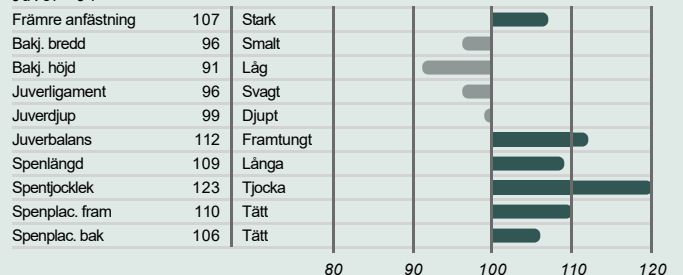 Främre anfästning 107 Stark
Bakj. bredd 96 Smalt
Bakj. höjd 91 Låg
Juverligament 96 Svagt
Juverdjup 99 Djupt
Juverbalans 112 Framtungt
Spenlängd 109 Långa
Spentjocklek 123 Tjocka
Spenplac. fram 110 Tätt
Spenplac. bak 106 Tätt
80 90 100 110 120